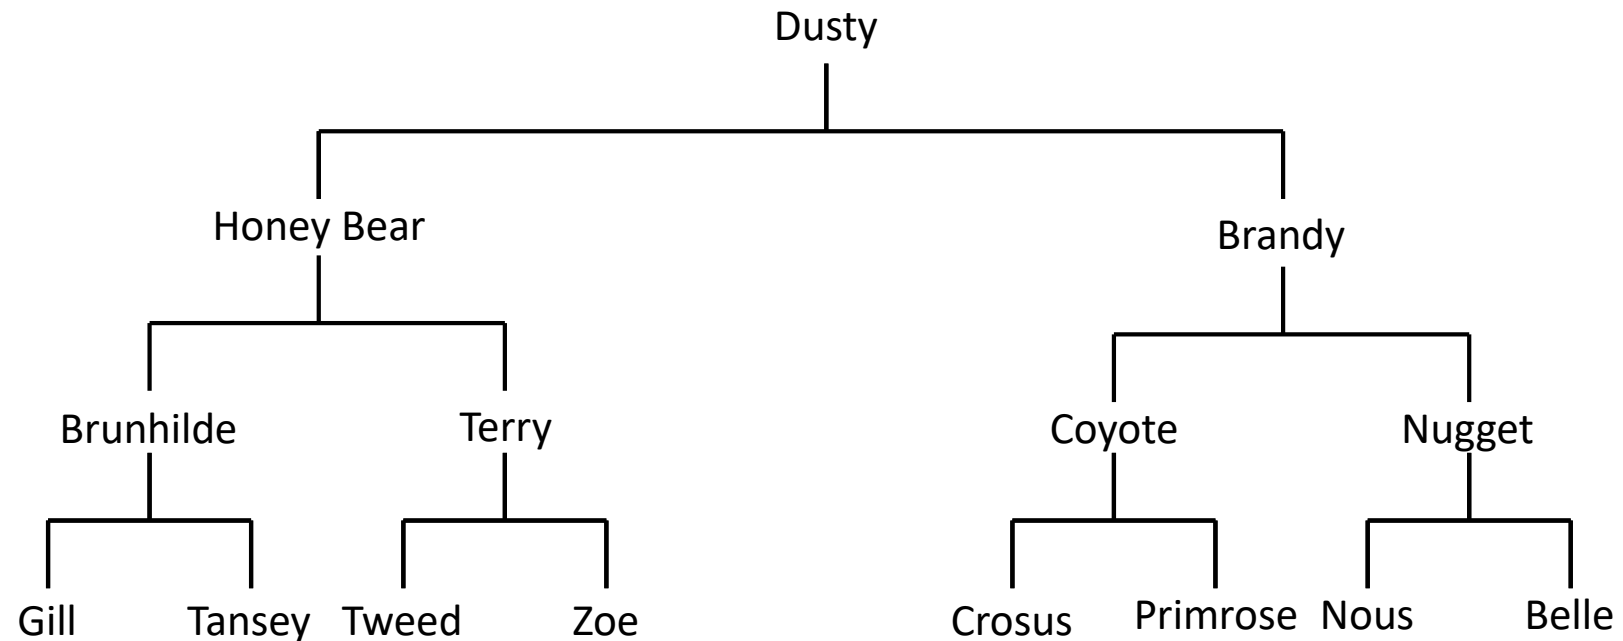 Dusty
Honey Bear
Brandy
Brunhilde
Terry
Coyote
Nugget
Gill
Tansey
Tweed
Zoe
Crosus
Primrose
Nous
Belle